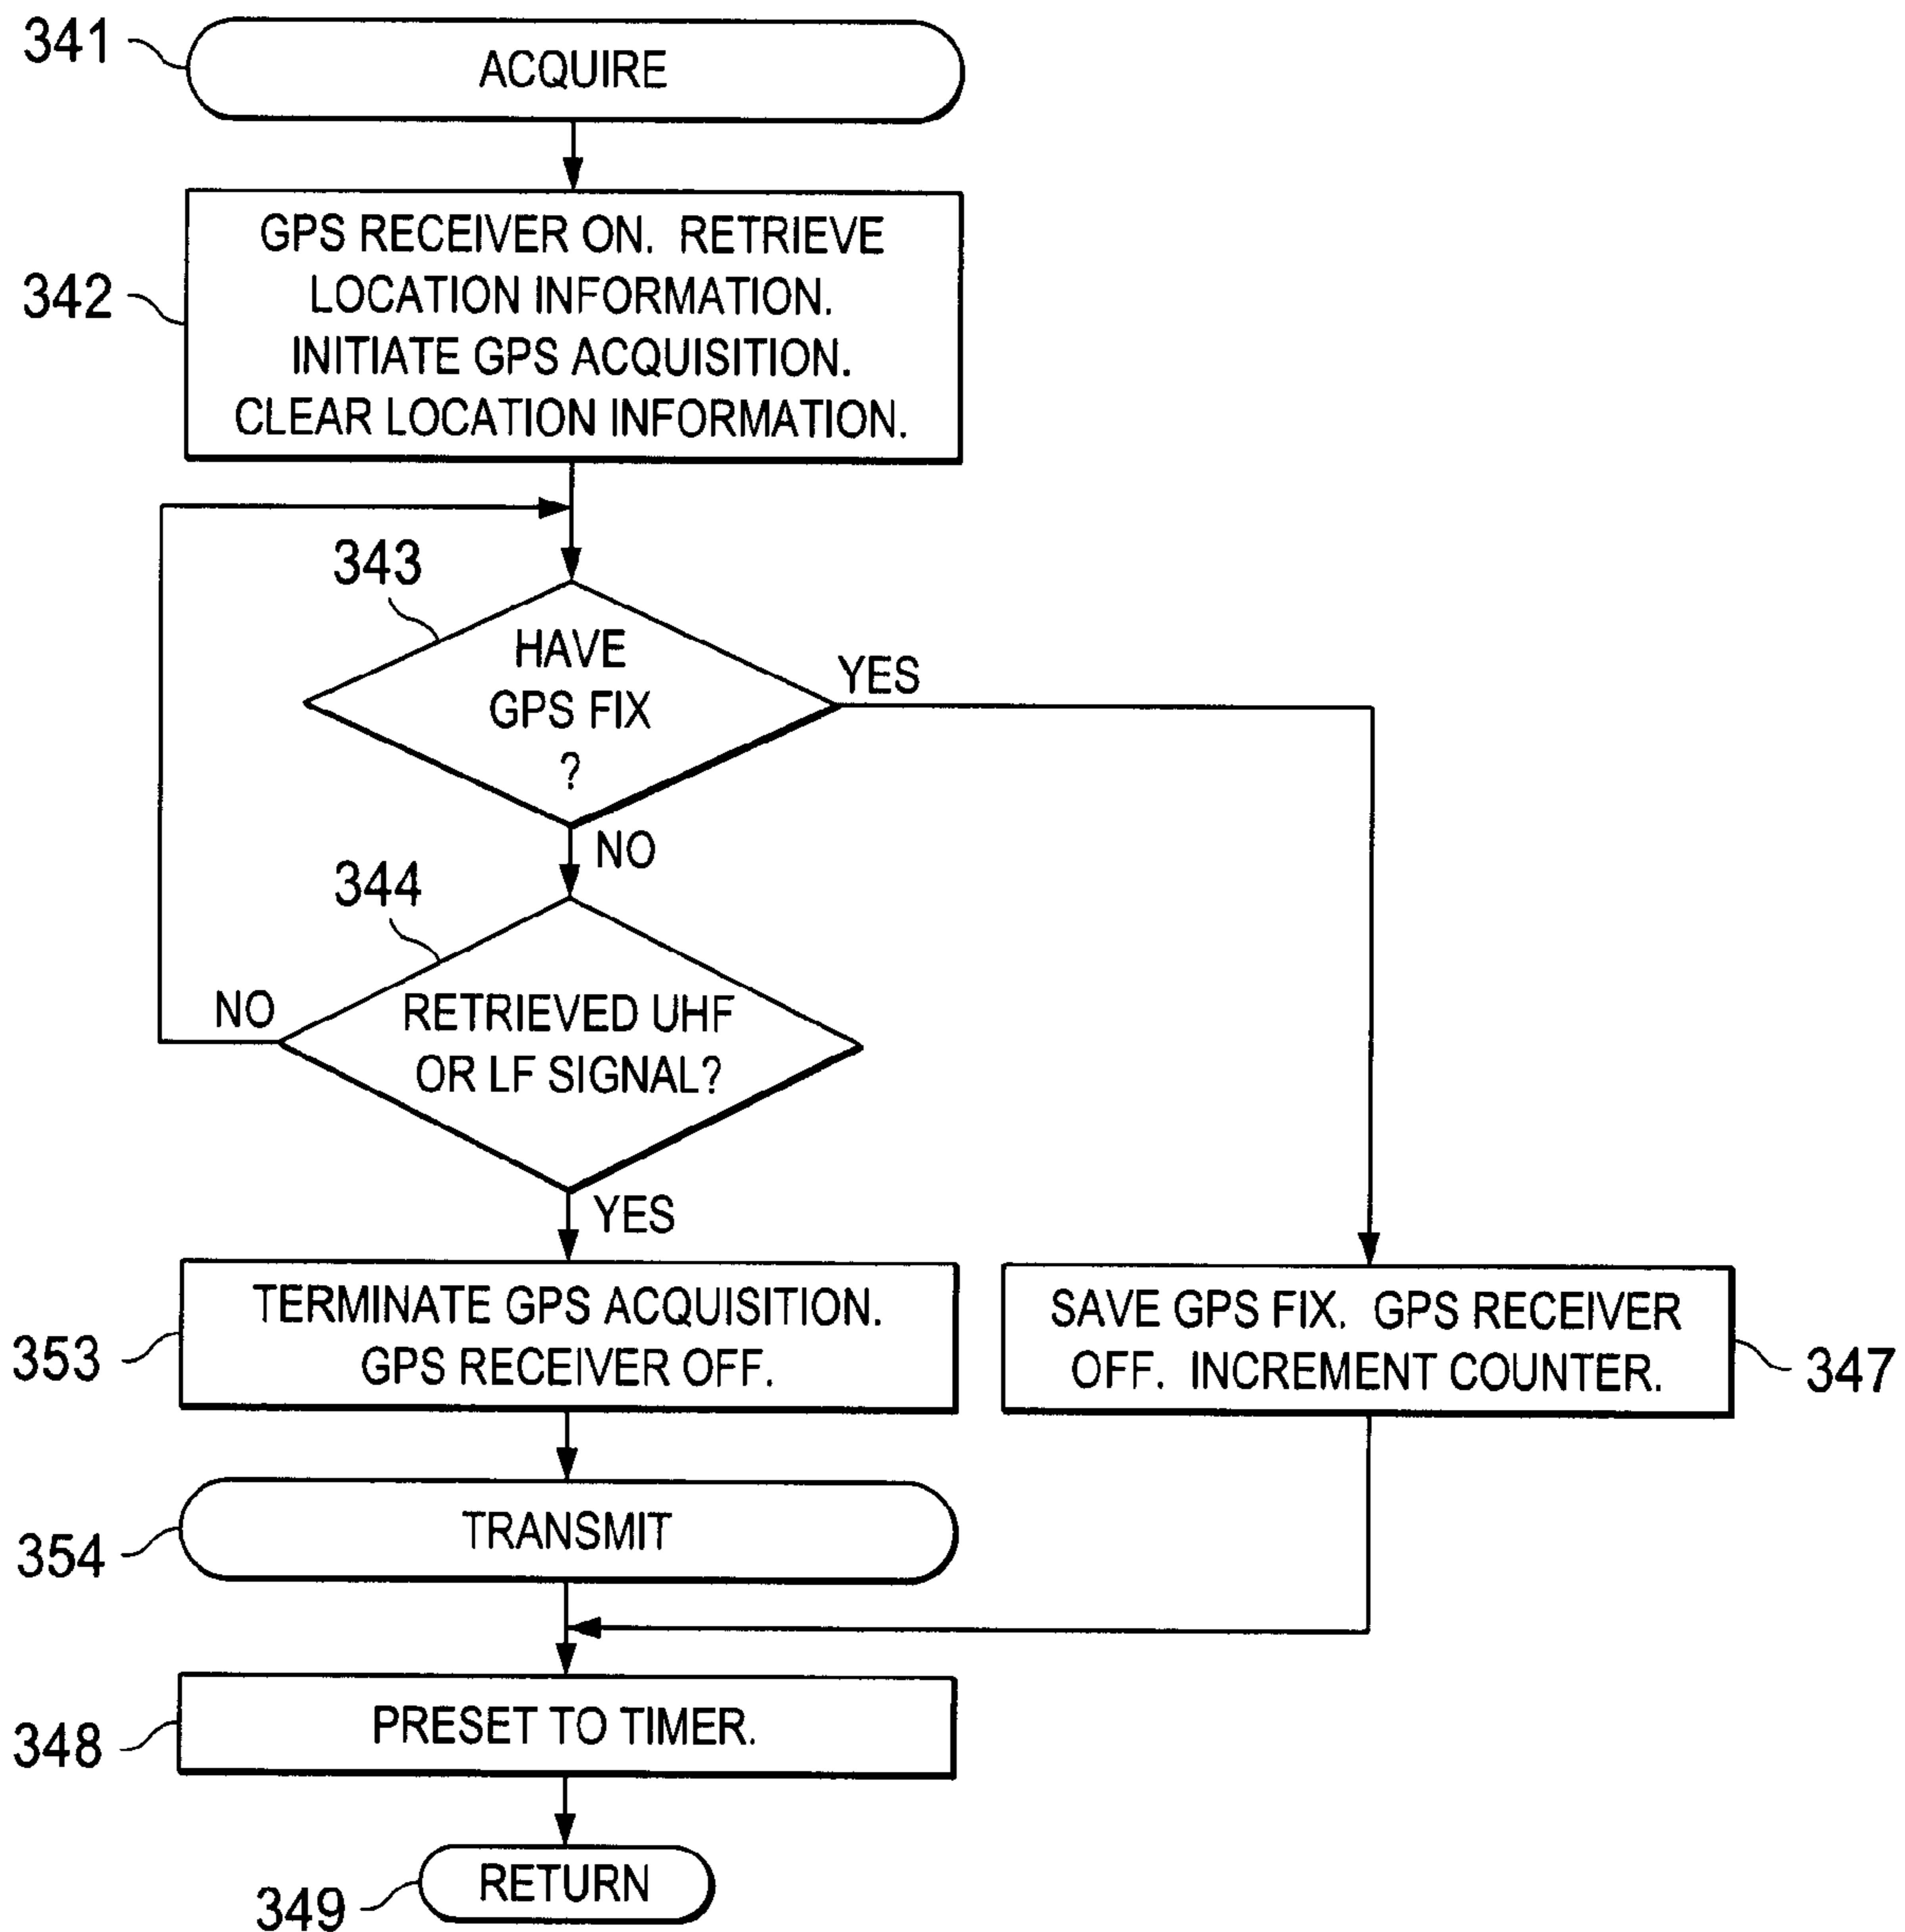 341
ACQUIRE
342
GPS RECEIVER ON. RETRIEVE
LOCATION INFORMATION.
INITIATE GPS ACQUISITION.
CLEAR LOCATION INFORMATION.
343
HAVE
GPS FIX
?
YES
NO
344
RETRIEVED UHF
OR LF SIGNAL?
NO
YES
353
TERMINATE GPS ACQUISITION.
GPS RECEIVER OFF.
SAVE GPS FIX. GPS RECEIVER
OFF. INCREMENT COUNTER.
347
354
TRANSMIT
348
PRESET TO TIMER.
349
RETURN